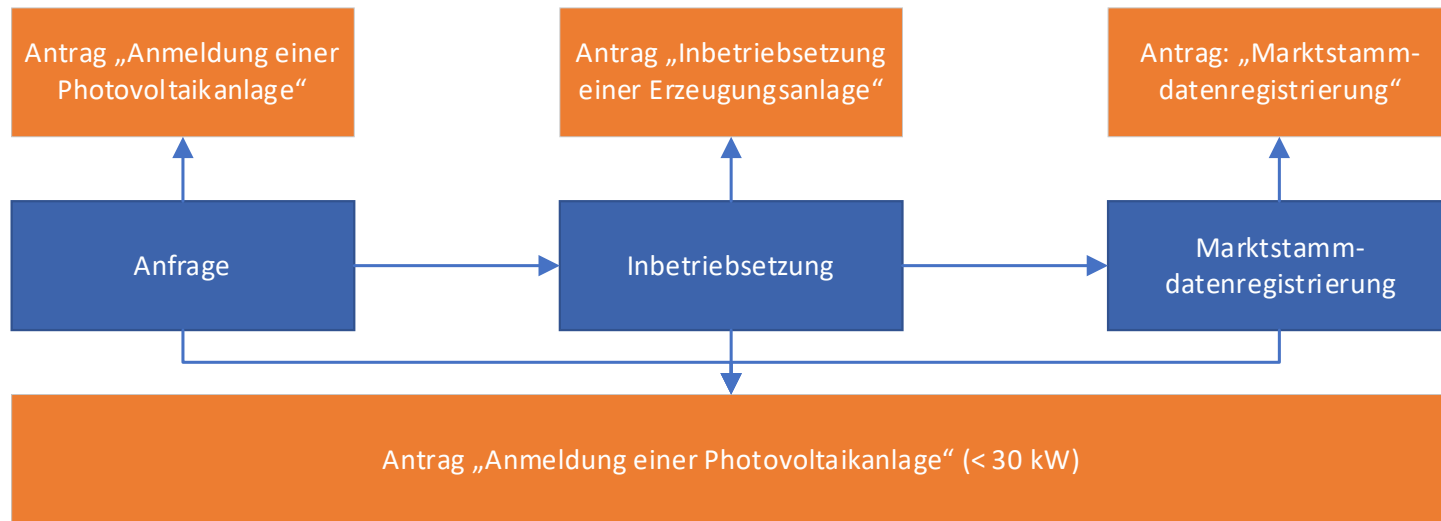 Antrag „Anmeldung einer
Photovoltaikanlage“
Antrag „Inbetriebsetzung
einer Erzeugungsanlage“
Antrag: „Marktstamm-
datenregistrierung“
Anfrage
Inbetriebsetzung
Marktstamm-
datenregistrierung
Antrag „Anmeldung einer Photovoltaikanlage“ (< 30 kW)